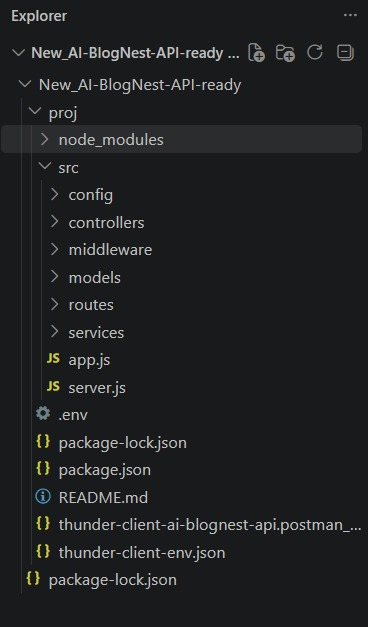 Explorer ...
New_AI-BlogNest-API-ready ...
New_AI-BlogNest-API-ready
proj
node_modules
src
config
controllers
middleware
models
routes
services
JS app.js
JS server.js
.env
{} package-lock.json
{} package.json
README.md
{} thunder-client-ai-blognest-api.postman_...
{} thunder-client-env.json
{} package-lock.json